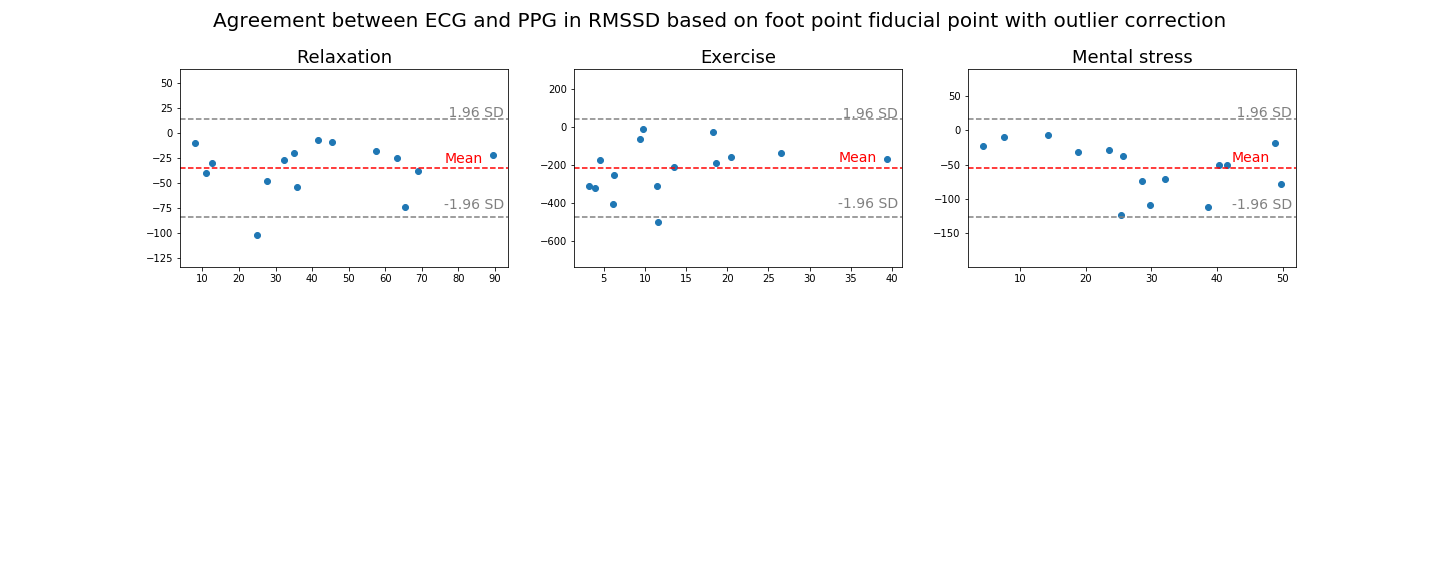 Agreement between ECG and PPG in RMSSD based on foot point fiducial point with outlier correction
Relaxation
50
25
0
−25
−50
−75
−100
−125
10 20 30 40 50 60 70 80 90
1.96 SD
Mean
-1.96 SD
Exercise
200
0
−200
−400
−600
5 10 15 20 25 30 35 40
1.96 SD
Mean
-1.96 SD
Mental stress
50
0
−50
−100
−150
10 20 30 40 50
1.96 SD
Mean
-1.96 SD